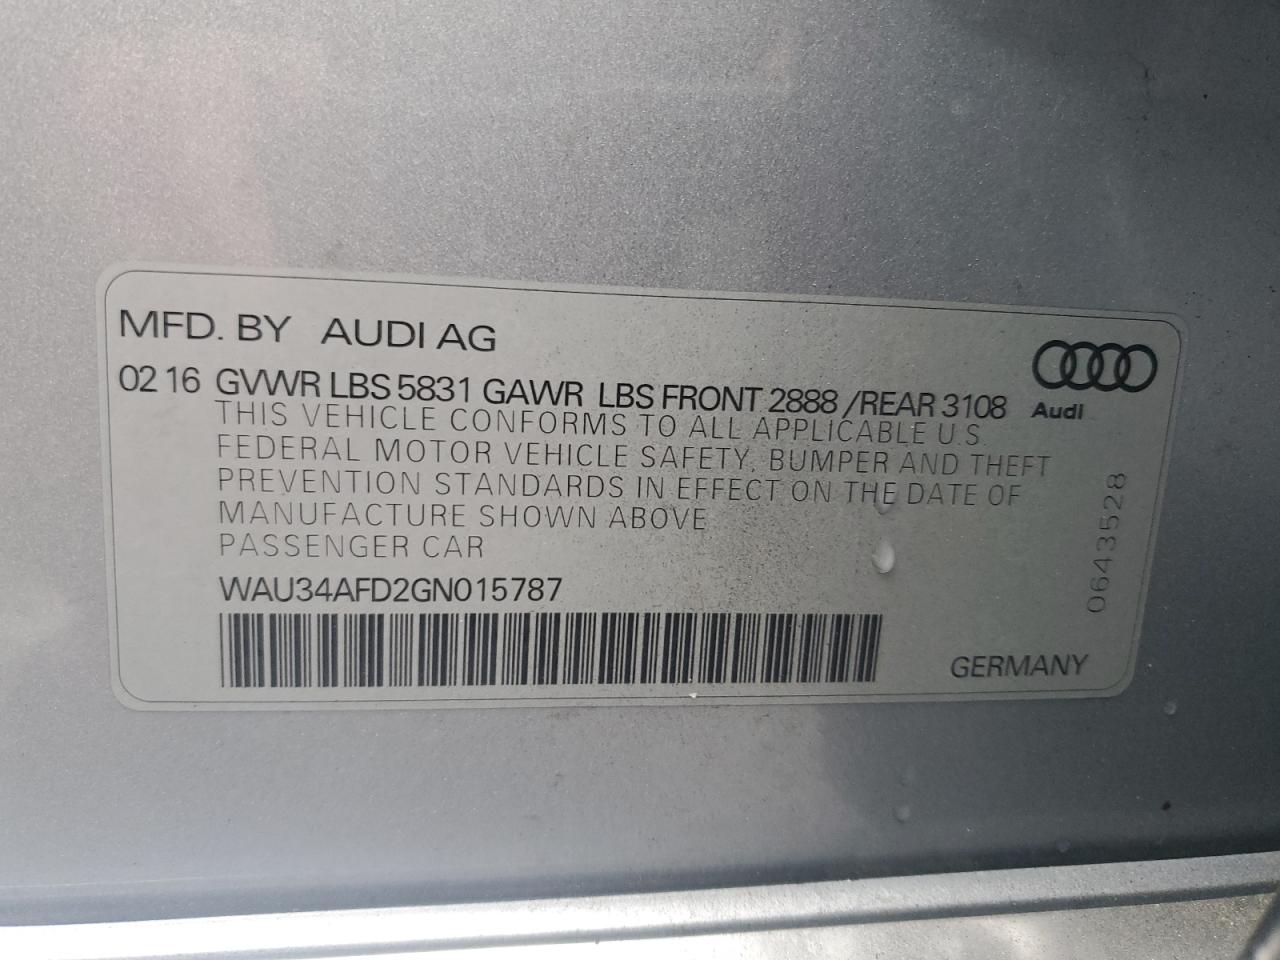 MFD. BY AUDI AG
02 16 GVWR LBS 5831 GAWR LBS FRONT 2888 /REAR 3108
Audi
THIS VEHICLE CONFORMS TO ALL APPLICABLE U.S.
FEDERAL MOTOR VEHICLE SAFETY, BUMPER AND THEFT
PREVENTION STANDARDS IN EFFECT ON THE DATE OF
MANUFACTURE SHOWN ABOVE
PASSENGER CAR
WAU34AFD2GN015787
0643528
GERMANY